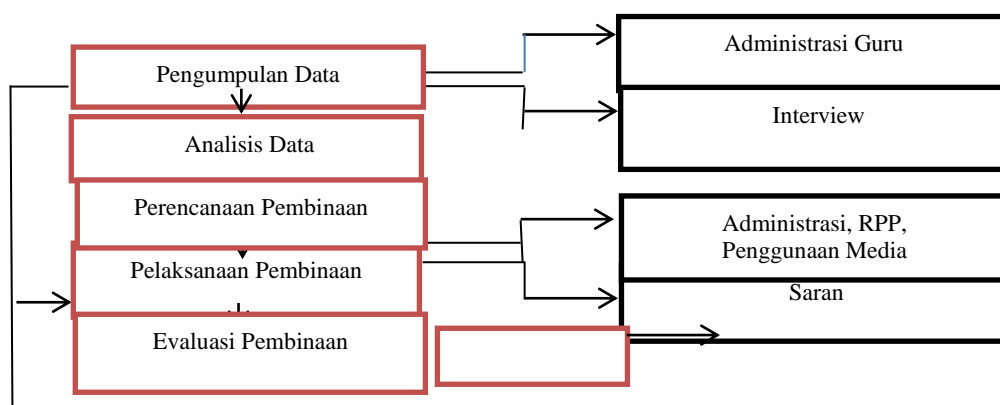 Pengumpulan Data
Analisis Data
Perencanaan Pembinaan
Pelaksanaan Pembinaan
Evaluasi Pembinaan
Administrasi Guru
Interview
Administrasi, RPP,
Penggunaan Media
Saran